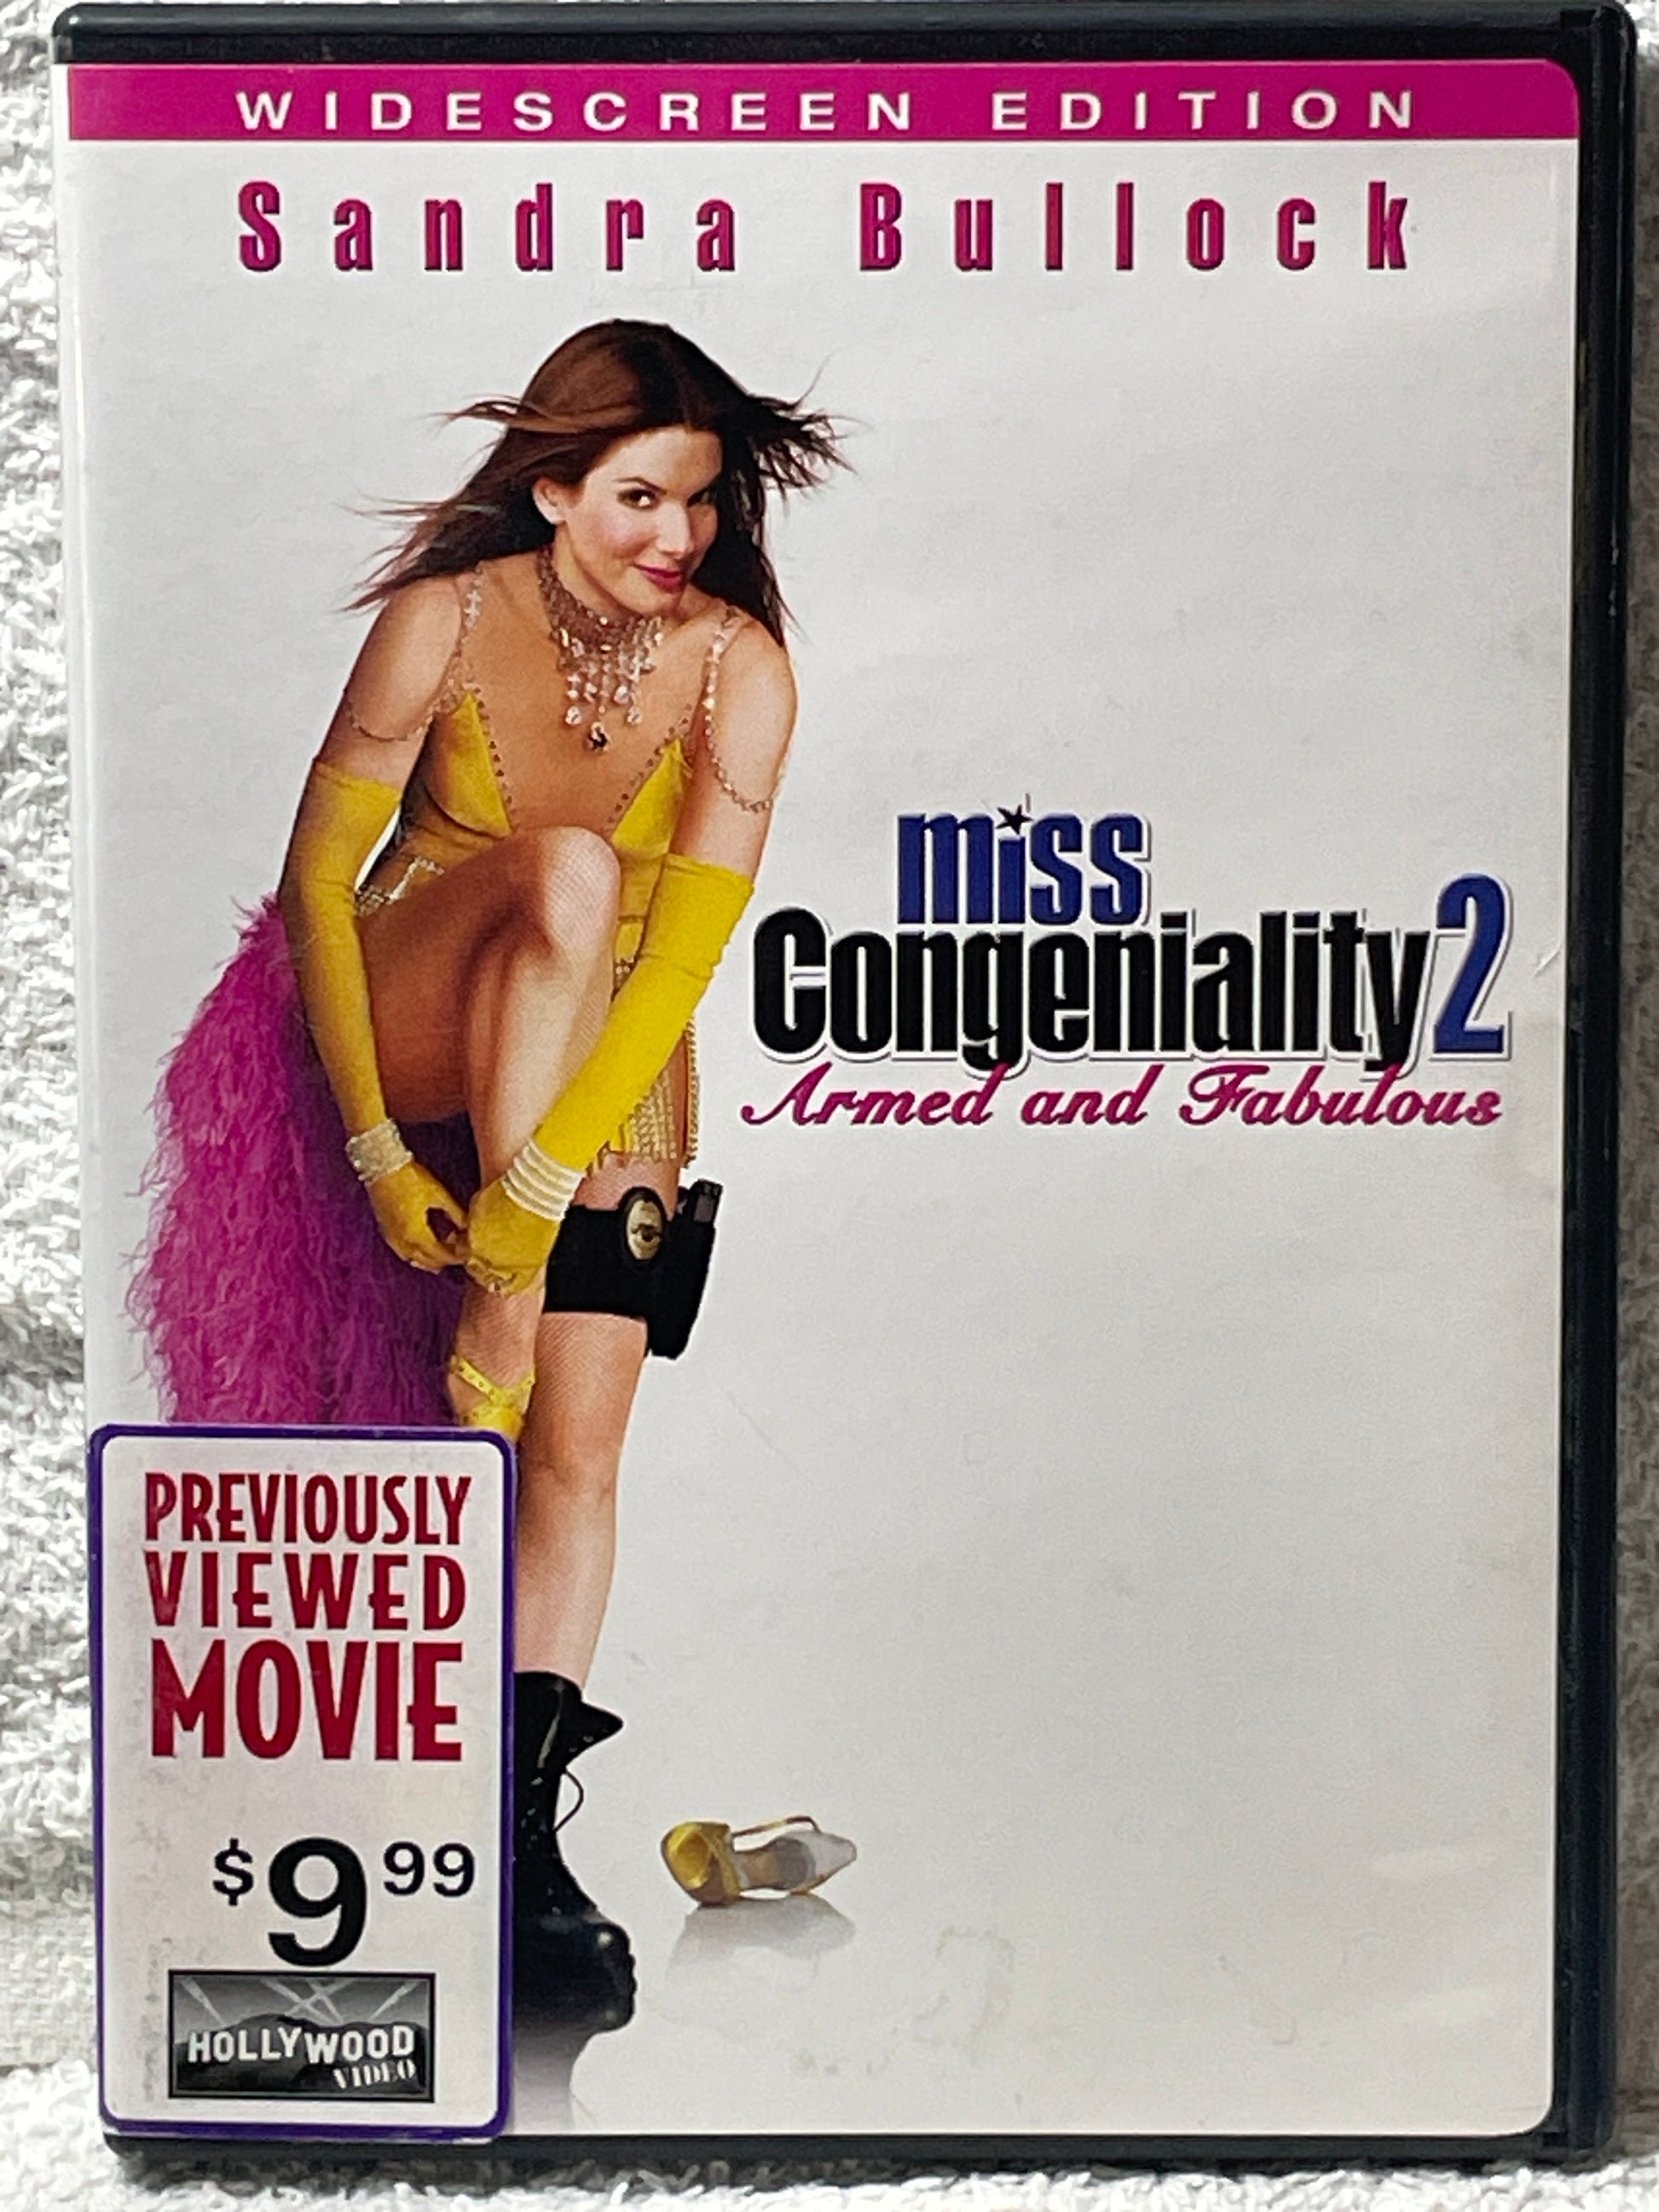 WIDESCREEN EDITION
Sandra Bullock
miss
Congeniality 2
Armed and Fabulous
PREVIOUSLY
VIEWED
MOVIE
$9 99
HOLLYWOOD
VIDEO